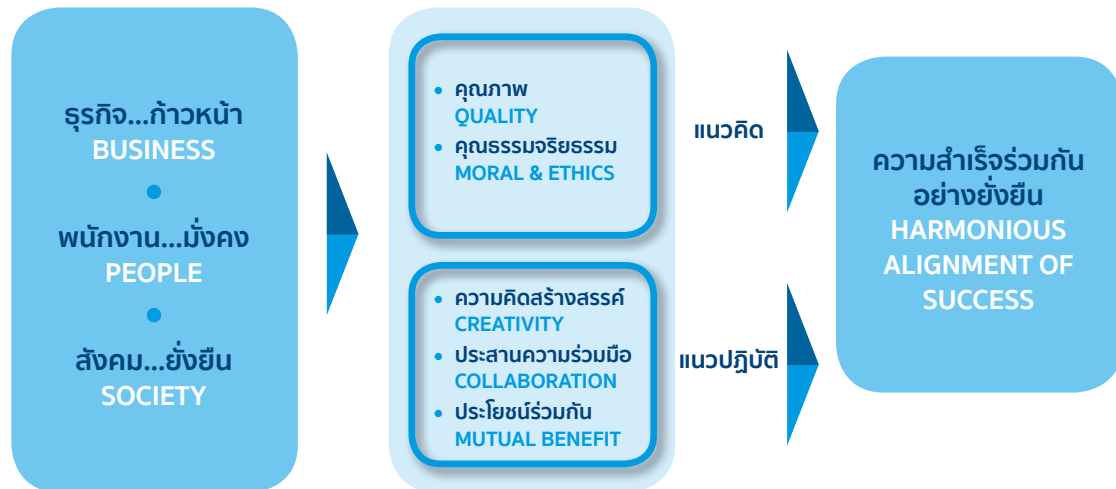 ธุรกิจ...ก้าวหน้า
BUSINESS
พนักงาน...มั่งคง
PEOPLE
สังคม...ยั่งยืน
SOCIETY
• คุณภาพ
QUALITY
• คุณธรรมจริยธรรม
MORAL & ETHICS
• ความคิดสร้างสรรค์
CREATIVITY
• ประสานความร่วมมือ
COLLABORATION
• ประโยชน์ร่วมกัน
MUTUAL BENEFIT
แนวคิด
แนวปฏิบัติ
ความสำเร็จร่วมกัน
อย่างยั่งยืน
HARMONIOUS
ALIGNMENT OF
SUCCESS